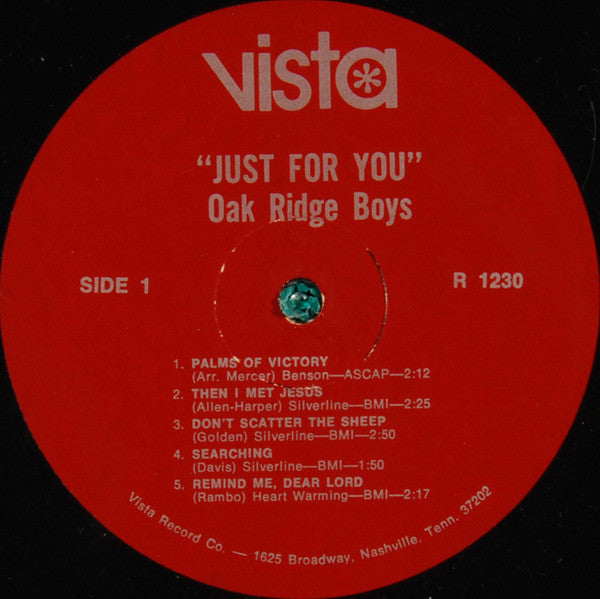 vista
“JUST FOR YOU”
Oak Ridge Boys
SIDE 1
R 1230
1. PALMS OF VICTORY
(Arr. Mercer) Benson—ASCAP—2:12
2. THEN I MET JESUS
(Allen-Harper) Silverline—BMI—2:25
3. DON'T SCATTER THE SHEEP
(Golden) Silverline—BMI—2:50
4. SEARCHING
(Davis) Silverline—BMI—1:50
5. REMIND ME, DEAR LORD
(Rambo) Heart Warming—BMI—2:17
Vista Record Co. — 1625 Broadway, Nashville, Tenn. 37202